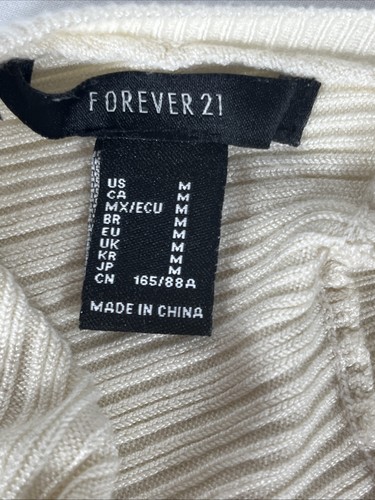 FOREVER 21
US M
CA M
MX/ECU M
BR M
EU M
UK M
KR M
JP M
CN 165/88A
MADE IN CHINA